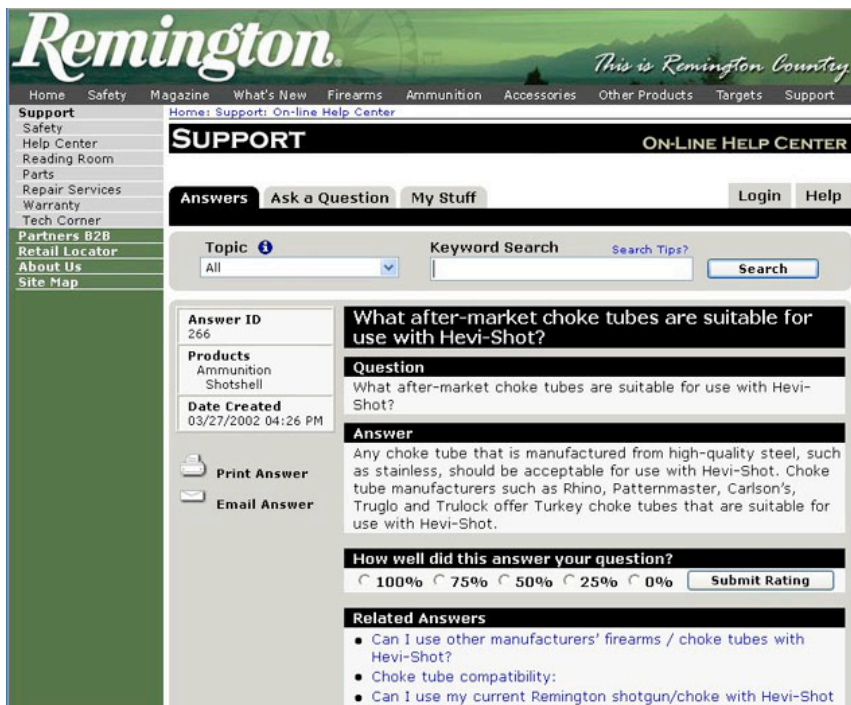 Remington.
This is Remington Country
Home Safety Magazine What's New Firearms Ammunition Accessories Other Products Targets Support
Support
Safety
Help Center
Reading Room
Parts
Repair Services
Warranty
Tech Corner
Partners B2B
Retail Locator
About Us
Site Map
Home: Support: On-line Help Center
SUPPORT
ON-LINE HELP CENTER
Answers Ask a Question My Stuff Login Help
Topic Keyword Search Search Tips?
All Search
Answer ID
266
Products
Ammunition
Shotshell
Date Created
03/27/2002 04:26 PM
Print Answer
Email Answer
What after-market choke tubes are suitable for
use with Hevi-Shot?
Question
What after-market choke tubes are suitable for use with Hevi-
Shot?
Answer
Any choke tube that is manufactured from high-quality steel, such
as stainless, should be acceptable for use with Hevi-Shot. Choke
tube manufacturers such as Rhino, Patternmaster, Carlson's,
Truglo and Trulock offer Turkey choke tubes that are suitable for
use with Hevi-Shot.
How well did this answer your question?
100% 75% 50% 25% 0% Submit Rating
Related Answers
• Can I use other manufacturers' firearms / choke tubes with
Hevi-Shot?
• Choke tube compatibility:
• Can I use my current Remington shotgun/choke with Hevi-Shot